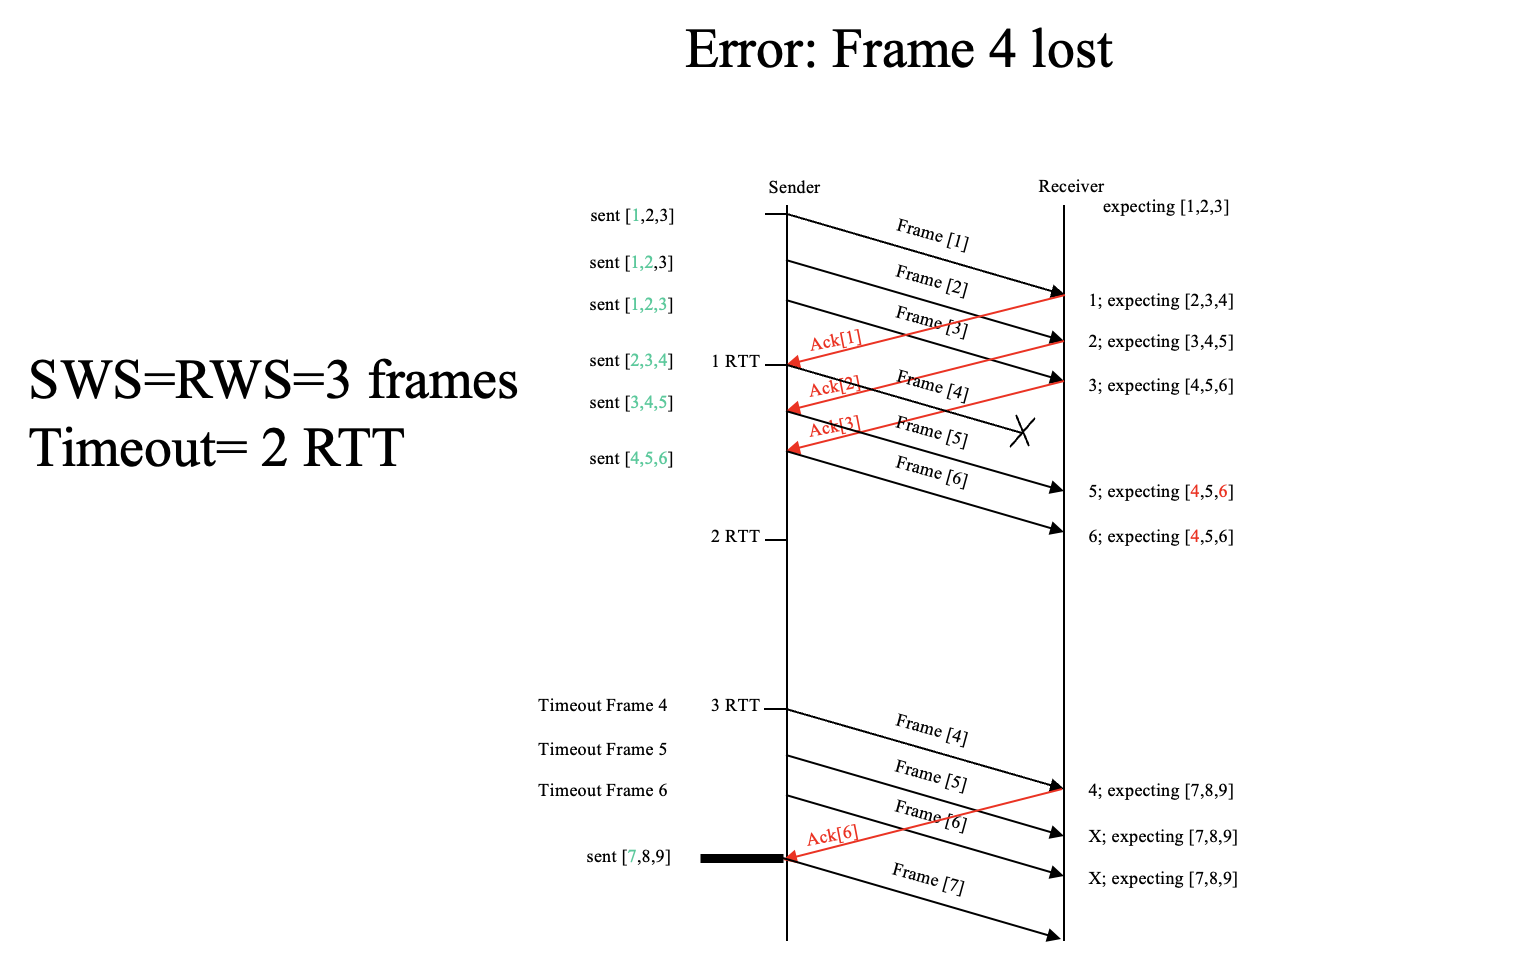 Error: Frame 4 lost
Sender
Receiver
expecting [1,2,3]
sent [1,2,3]
Frame [1]
sent [1,2,3]
Frame [2]
sent [1,2,3]
Frame [3]
1; expecting [2,3,4]
Ack[1]
2; expecting [3,4,5]
SWS=RWS=3 frames
Timeout= 2 RTT
sent [2,3,4]
1 RTT
Ack[2]
Frame [4]
3; expecting [4,5,6]
sent [3,4,5]
Ack[3]
Frame [5]
X
sent [4,5,6]
Frame [6]
5; expecting [4,5,6]
2 RTT
6; expecting [4,5,6]
Timeout Frame 4
3 RTT
Frame [4]
Timeout Frame 5
Frame [5]
Timeout Frame 6
4; expecting [7,8,9]
Frame [6]
Ack[6]
X; expecting [7,8,9]
sent [7,8,9]
Frame [7]
X; expecting [7,8,9]